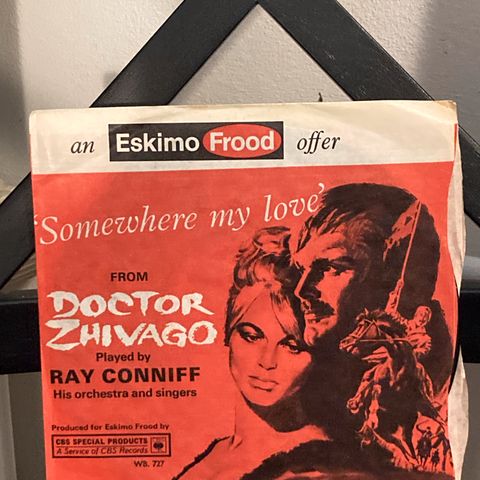 an Eskimo Frood offer
'Somewhere my love'
FROM
DOCTOR
ZHIVAGO
Played by
RAY CONNIFF
His orchestra and singers
Produced for Eskimo Frood by
CBS SPECIAL PRODUCTS
A Service of CBS Records
WB. 727